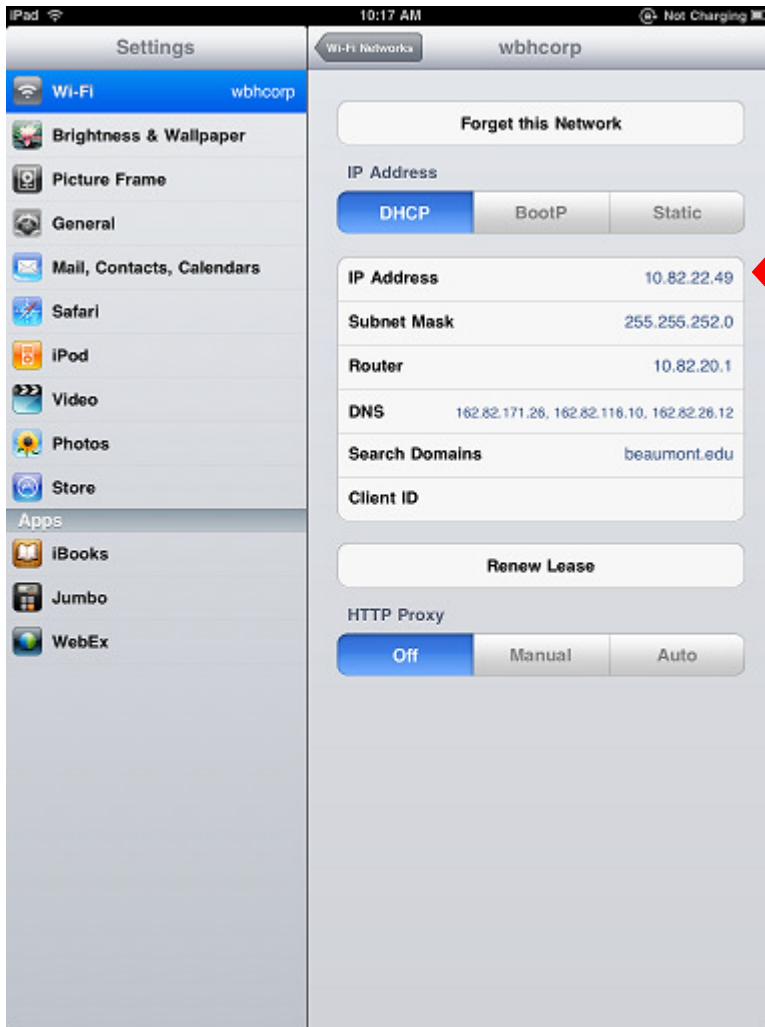 iPad 10:17 AM Not Charging
Settings
Wi-Fi Networks wbhcorp
Wi-Fi wbhcorp
Brightness & Wallpaper
Picture Frame
General
Mail, Contacts, Calendars
Safari
iPod
Video
Photos
Store
Apps
iBooks
Jumbo
WebEx
Forget this Network
IP Address
DHCP BootP Static
IP Address 10.82.22.49
Subnet Mask 255.255.252.0
Router 10.82.20.1
DNS 162.82.171.26, 162.82.116.10, 162.82.26.12
Search Domains beaumont.edu
Client ID
Renew Lease
HTTP Proxy
Off Manual Auto